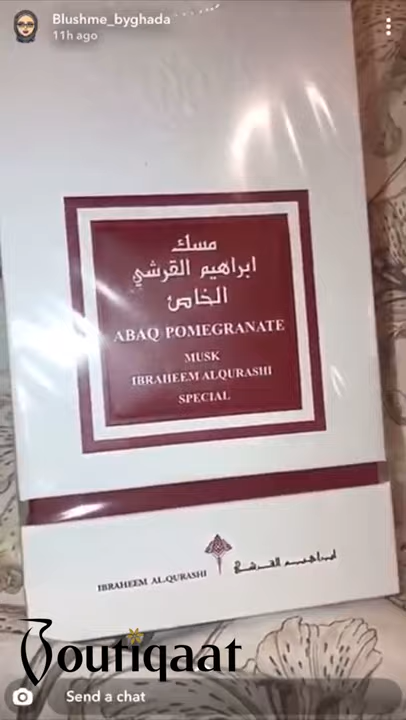 Blushme_byghada
11h ago
مسك
ابراهيم القرشي
الخاص
ABAQ POMEGRANATE
MUSK
IBRAHEEM ALQURASHI
SPECIAL
IBRAHEEM AL.QURASHI
ابراهيم القرشي
Boutiqaat
Send a chat